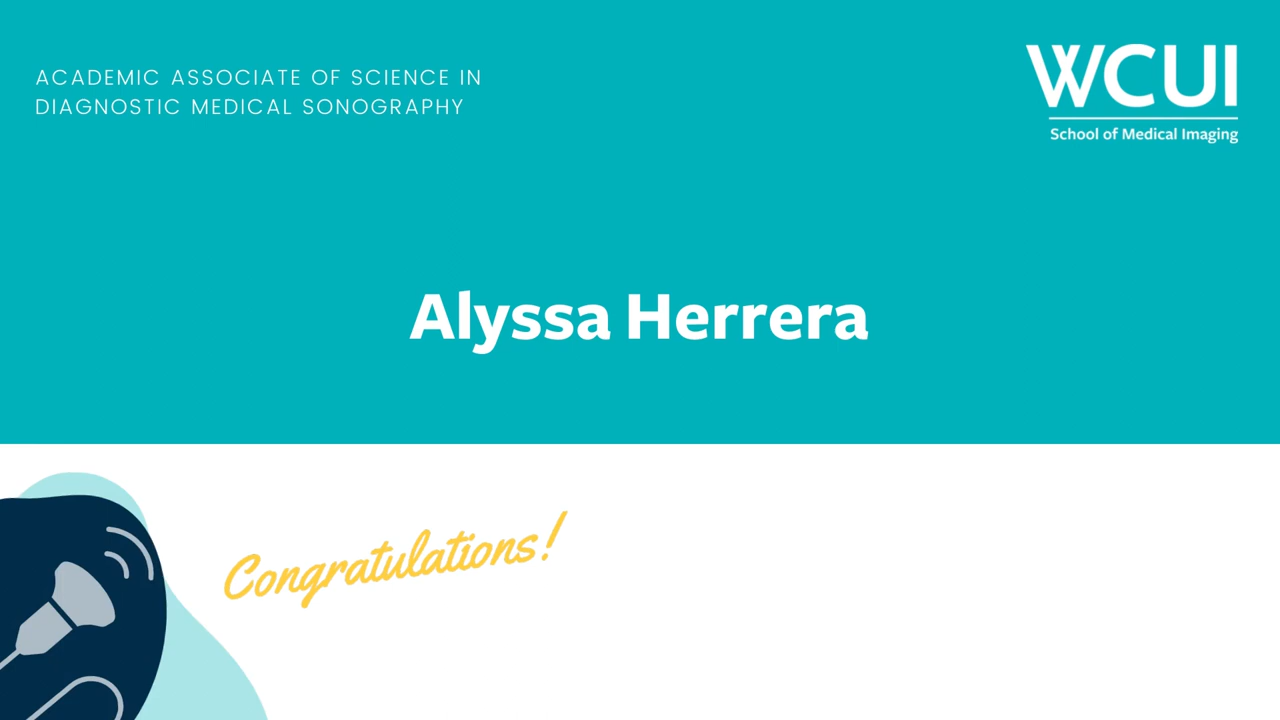 ACADEMIC ASSOCIATE OF SCIENCE IN
DIAGNOSTIC MEDICAL SONOGRAPHY
WCUI
School of Medical Imaging
Alyssa Herrera
Congratulations!